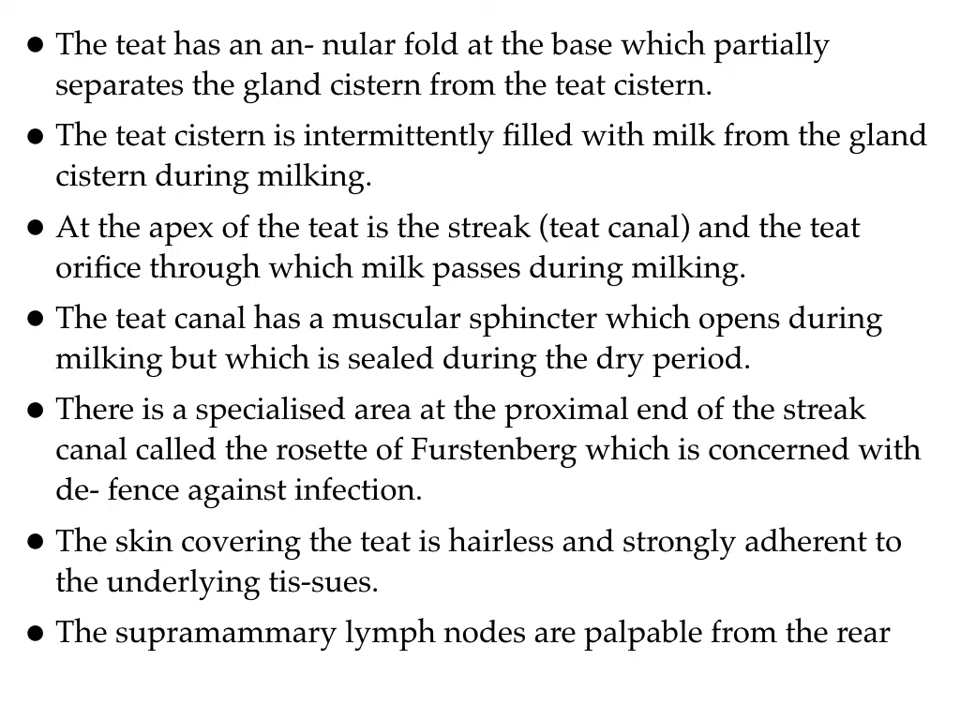 ● The teat has an an- nular fold at the base which partially
separates the gland cistern from the teat cistern.
● The teat cistern is intermittently filled with milk from the gland
cistern during milking.
● At the apex of the teat is the streak (teat canal) and the teat
orifice through which milk passes during milking.
● The teat canal has a muscular sphincter which opens during
milking but which is sealed during the dry period.
● There is a specialised area at the proximal end of the streak
canal called the rosette of Furstenberg which is concerned with
de- fence against infection.
● The skin covering the teat is hairless and strongly adherent to
the underlying tis-sues.
● The supramammary lymph nodes are palpable from the rear